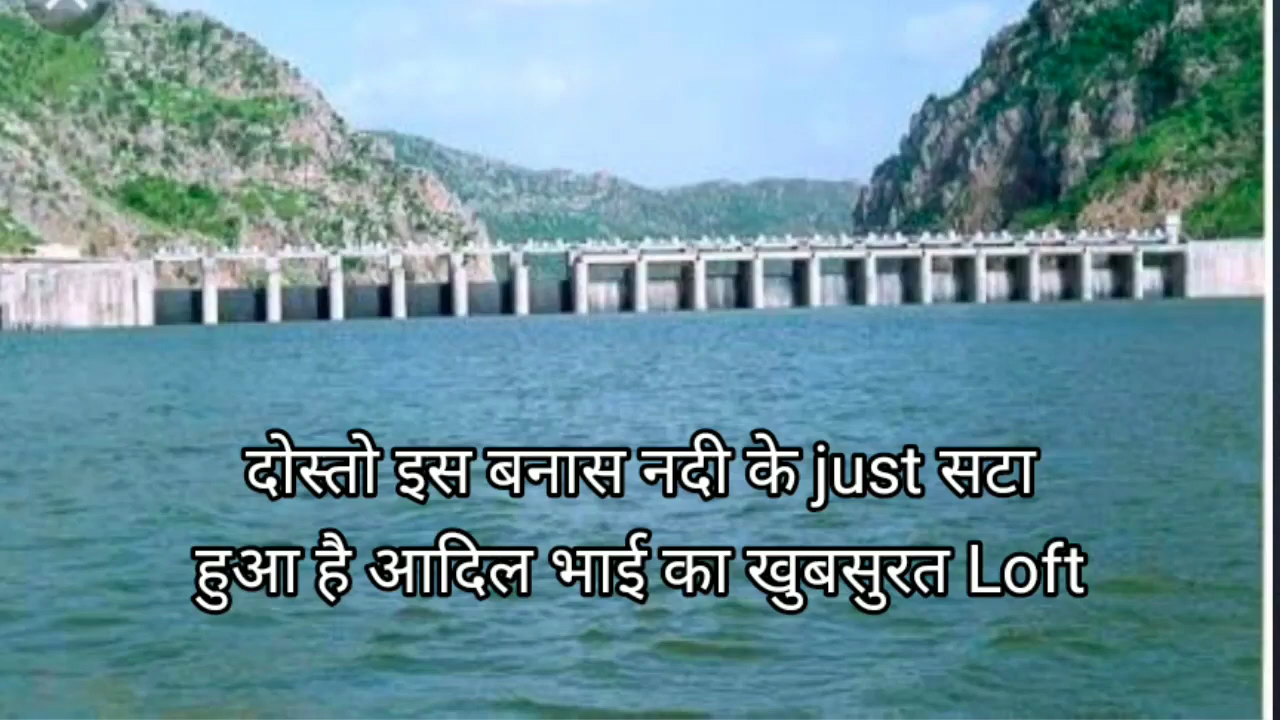 दोस्तो इस बनास नदी के just सटा
हुआ है आदिल भाई का खुबसुरत Loft